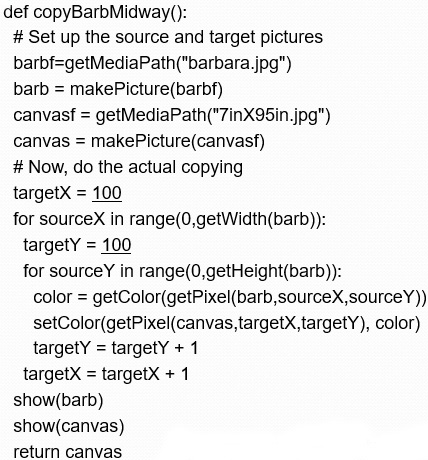 def copyBarbMidway():
  # Set up the source and target pictures
  barbf=getMediaPath("barbara.jpg")
  barb = makePicture(barbf)
  canvasf = getMediaPath("7inX95in.jpg")
  canvas = makePicture(canvasf)
  # Now, do the actual copying
  targetX = 100
  for sourceX in range(0,getWidth(barb)):
    targetY = 100
    for sourceY in range(0,getHeight(barb)):
      color = getColor(getPixel(barb,sourceX,sourceY))
      setColor(getPixel(canvas,targetX,targetY), color)
      targetY = targetY + 1
    targetX = targetX + 1
  show(barb)
  show(canvas)
  return canvas